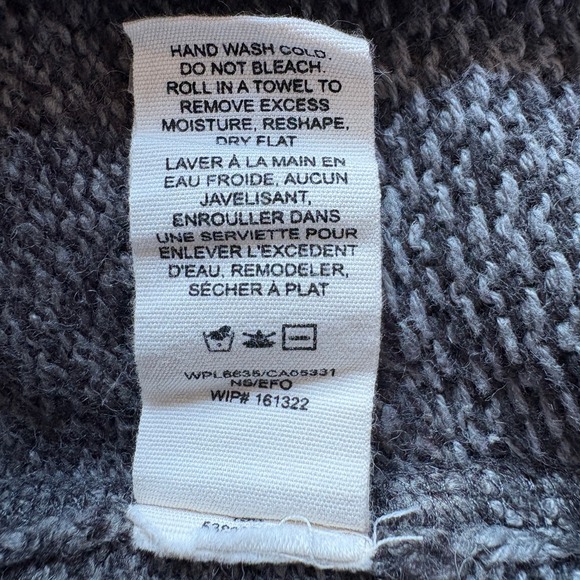 HAND WASH COLD.
DO NOT BLEACH
ROLL IN A TOWEL TO
REMOVE EXCESS
MOISTURE, RESHAPE,
DRY FLAT
LAVER À LA MAIN EN
EAU FROIDE, AUCUN
JAVELISANT,
ENROULLER DANS
UNE SERVIETTE POUR
ENLEVER L'EXCEDENT
D'EAU, REMODELER,
SÉCHER À PLAT
WPL6635/CA05331
NS/EFO
WIP# 161322